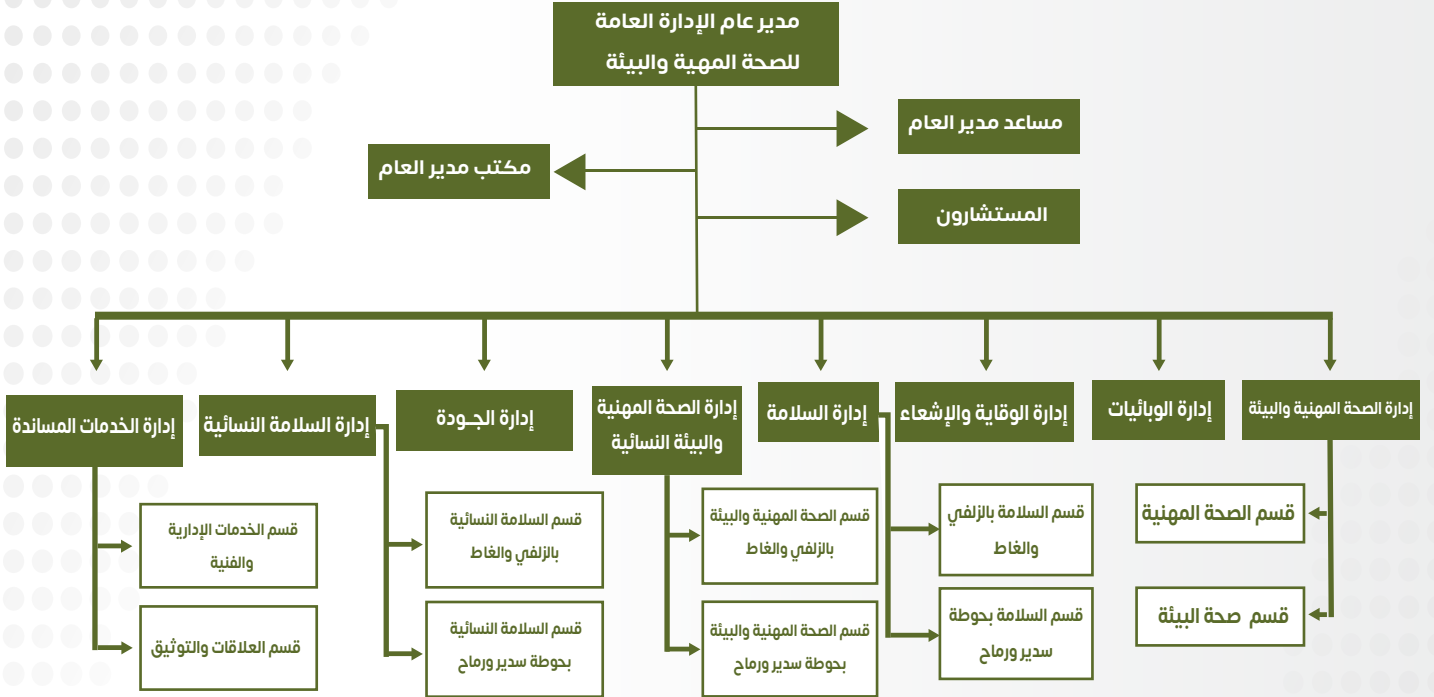 مدير عام الإدارة العامة
للصحة المهية والبيئة
مساعد مدير العام
مكتب مدير العام
المستشارون
إدارة الصحة المهنية والبيئة
إدارة الوبائيات
إدارة الوقاية والإشعاء
إدارة السلامة
إدارة الصحة المهنية
والبيئة النسائية
إدارة الجــودة
إدارة السلامة النسائية
إدارة الخدمات المساندة
قسم الصحة المهنية
قسم السلامة بالزلفي
والغاط
قسم الصحة المهنية والبيئة
بالزلفي والغاط
قسم السلامة النسائية
بالزلفي والغاط
قسم الخدمات الإدارية
والفنية
قسم صحة البيئة
قسم السلامة بحوطة
سدير ورماح
قسم الصحة المهنية والبيئة
بحوطة سدير ورماح
قسم السلامة النسائية
بحوطة سدير ورماح
قسم العلاقات والتوثيق